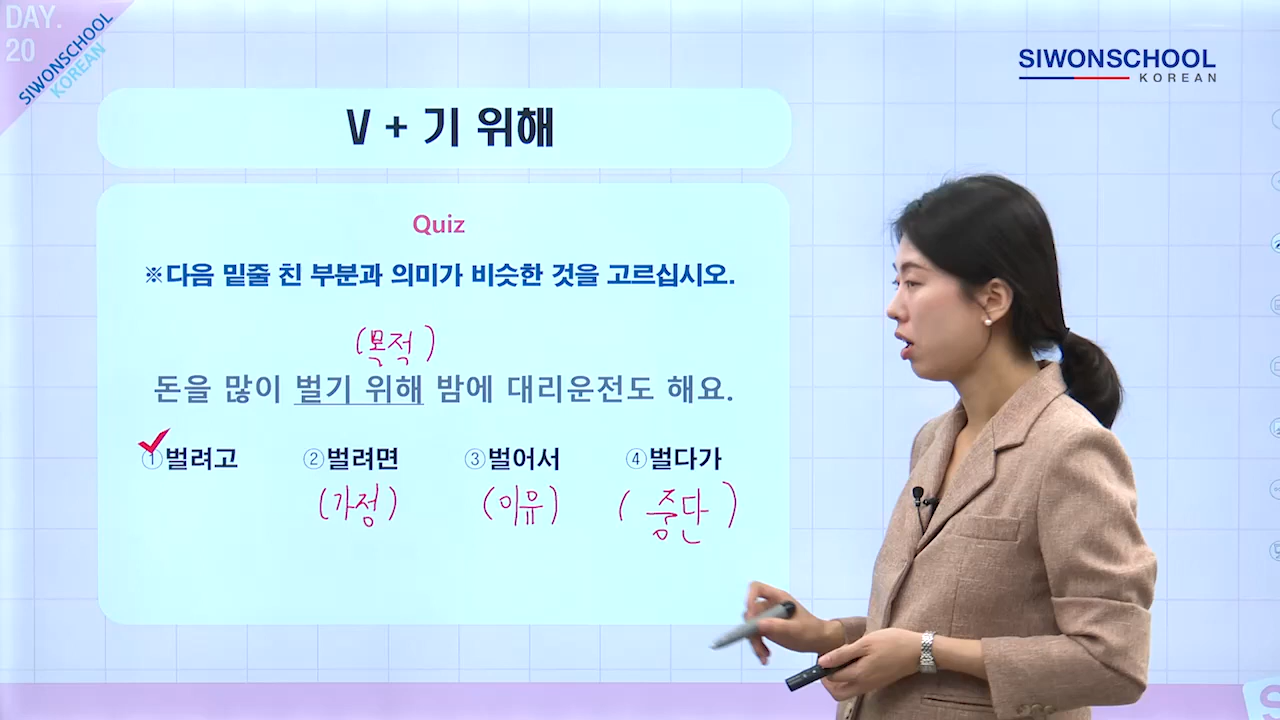 DAY.
20
SIWONSCHOOL
KOREAN
SIWONSCHOOL
KOREAN
V + 기 위해
Quiz
※다음 밑줄 친 부분과 의미가 비슷한 것을 고르십시오.
(목적)
돈을 많이 벌기 위해 밤에 대리운전도 해요.
①벌려고 ②벌려면 ③벌어서 ④벌다가
(가정) (이유) (중단)